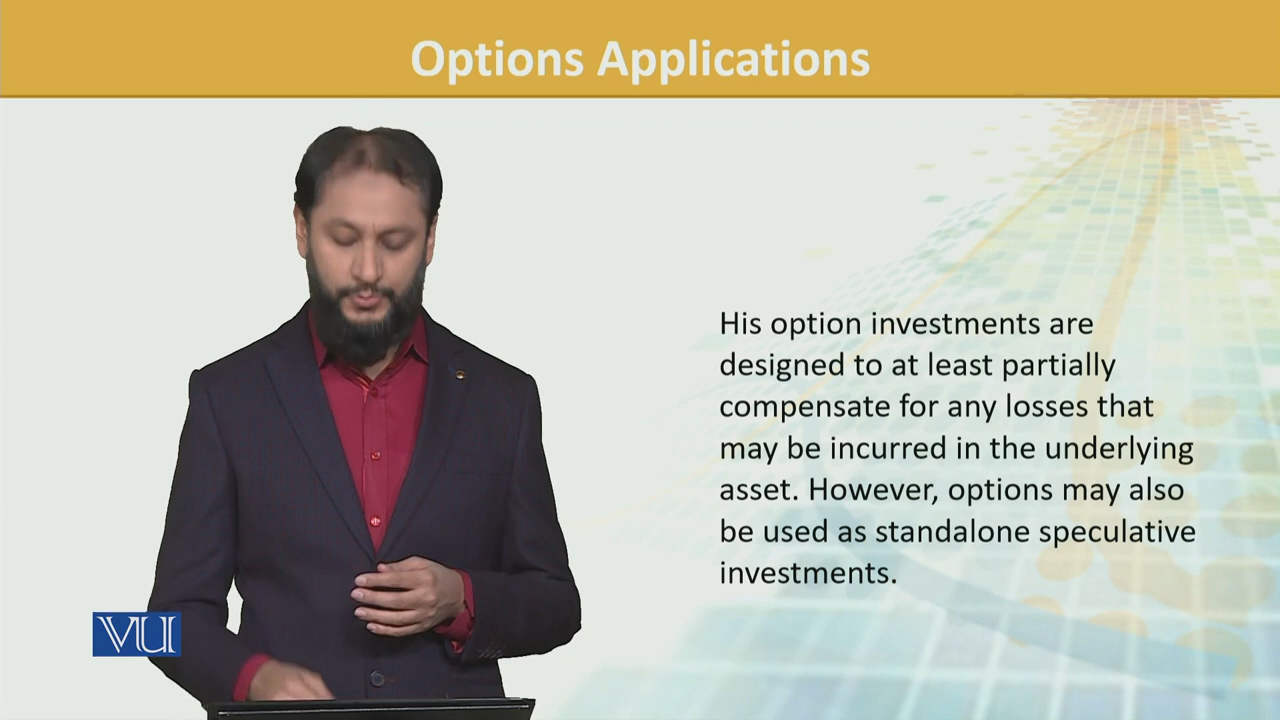 Options Applications
His option investments are
designed to at least partially
compensate for any losses that
may be incurred in the underlying
asset. However, options may also
be used as standalone speculative
investments.
VU